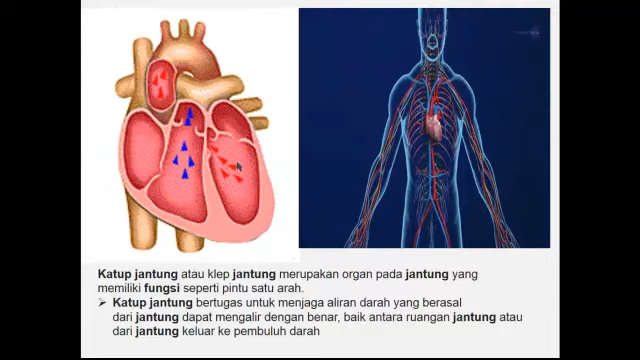 Katup jantung atau klep jantung merupakan organ pada jantung yang
memiliki fungsi seperti pintu satu arah.
➢ Katup jantung bertugas untuk menjaga aliran darah yang berasal
dari jantung dapat mengalir dengan benar, baik antara ruangan jantung atau
dari jantung keluar ke pembuluh darah